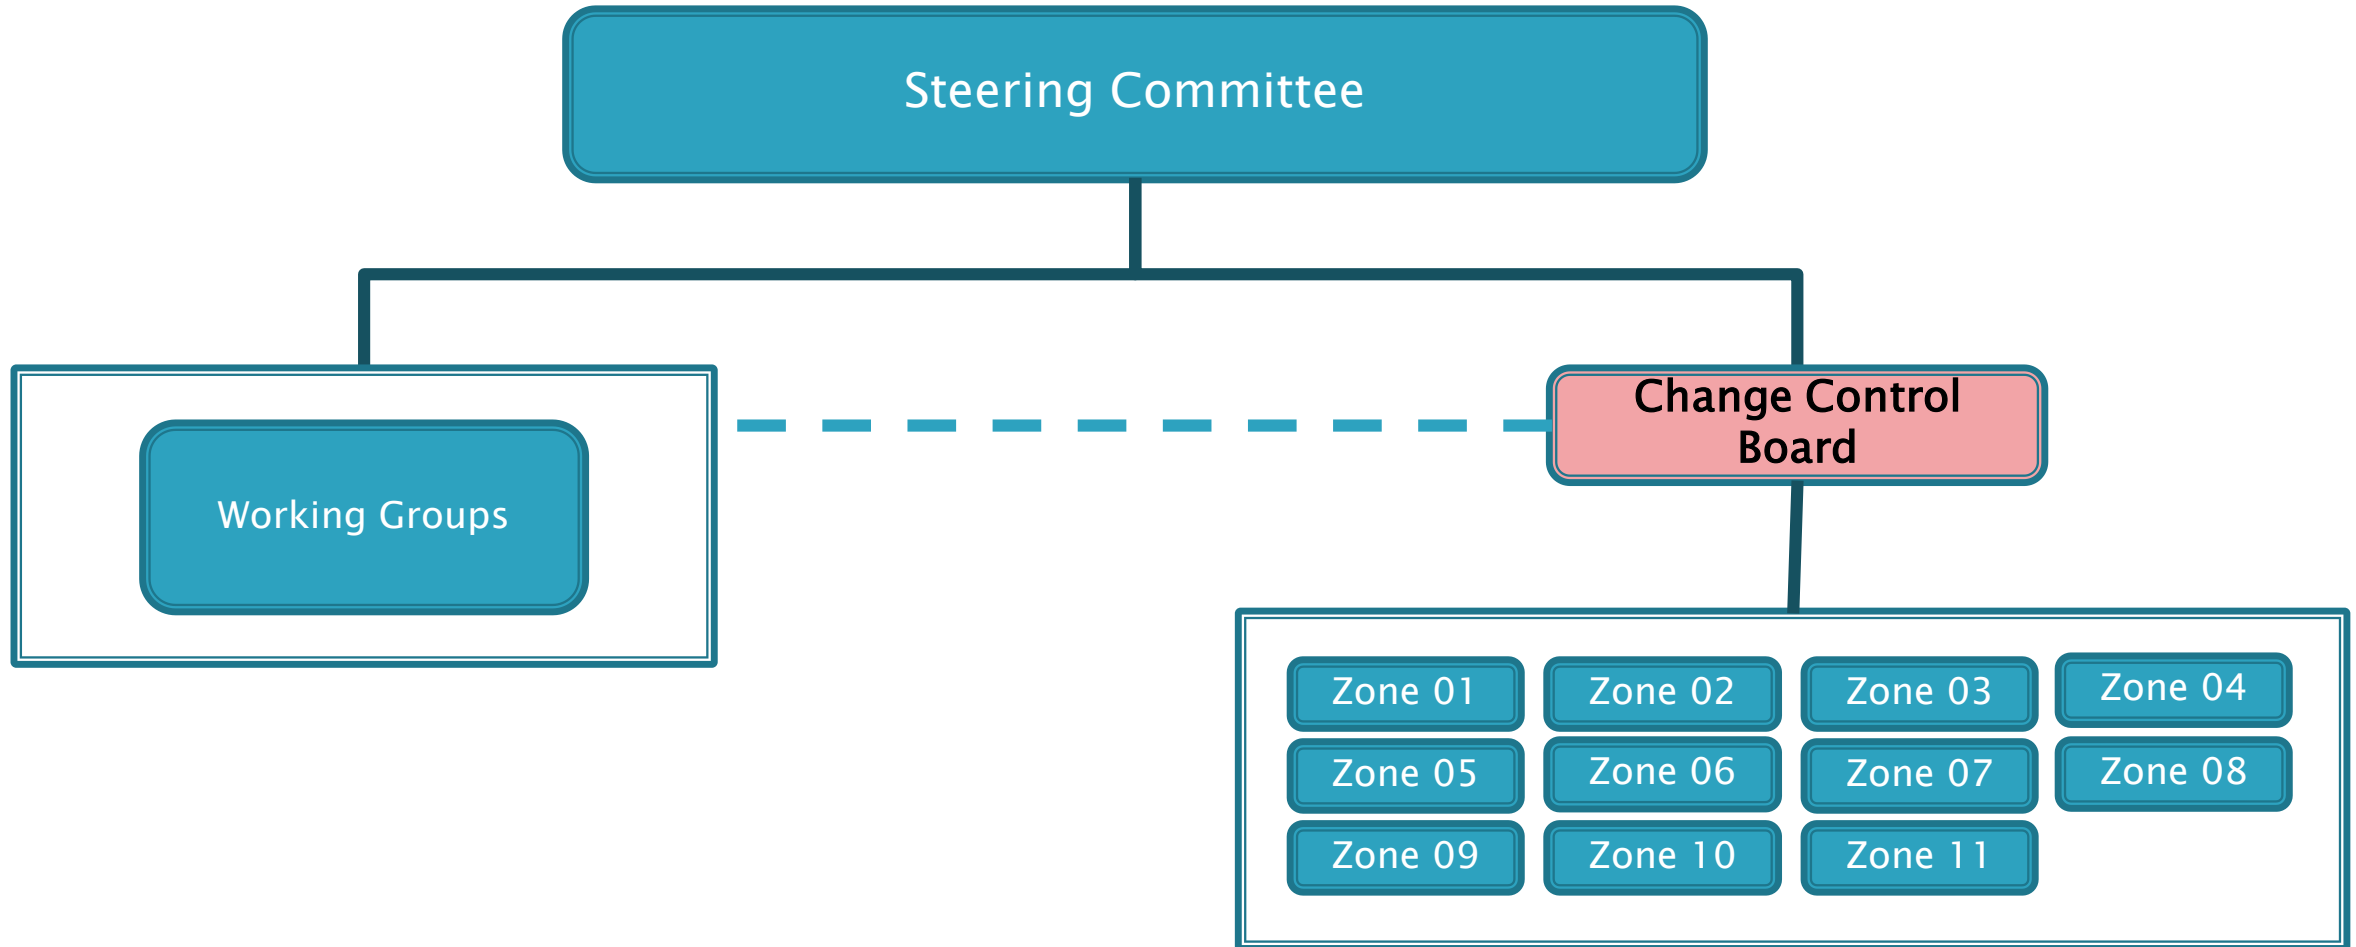 Steering Committee
Change Control
Board
Working Groups
Zone 01
Zone 02
Zone 03
Zone 04
Zone 05
Zone 06
Zone 07
Zone 08
Zone 09
Zone 10
Zone 11